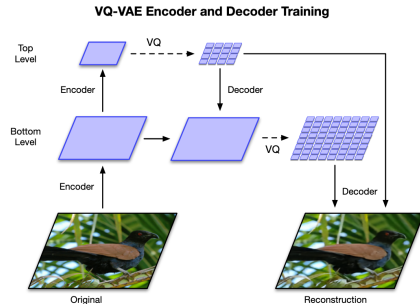 VQ-VAE Encoder and Decoder Training
Top
Level
VQ
Encoder
Decoder
Bottom
Level
VQ
Encoder
Decoder
Original
Reconstruction